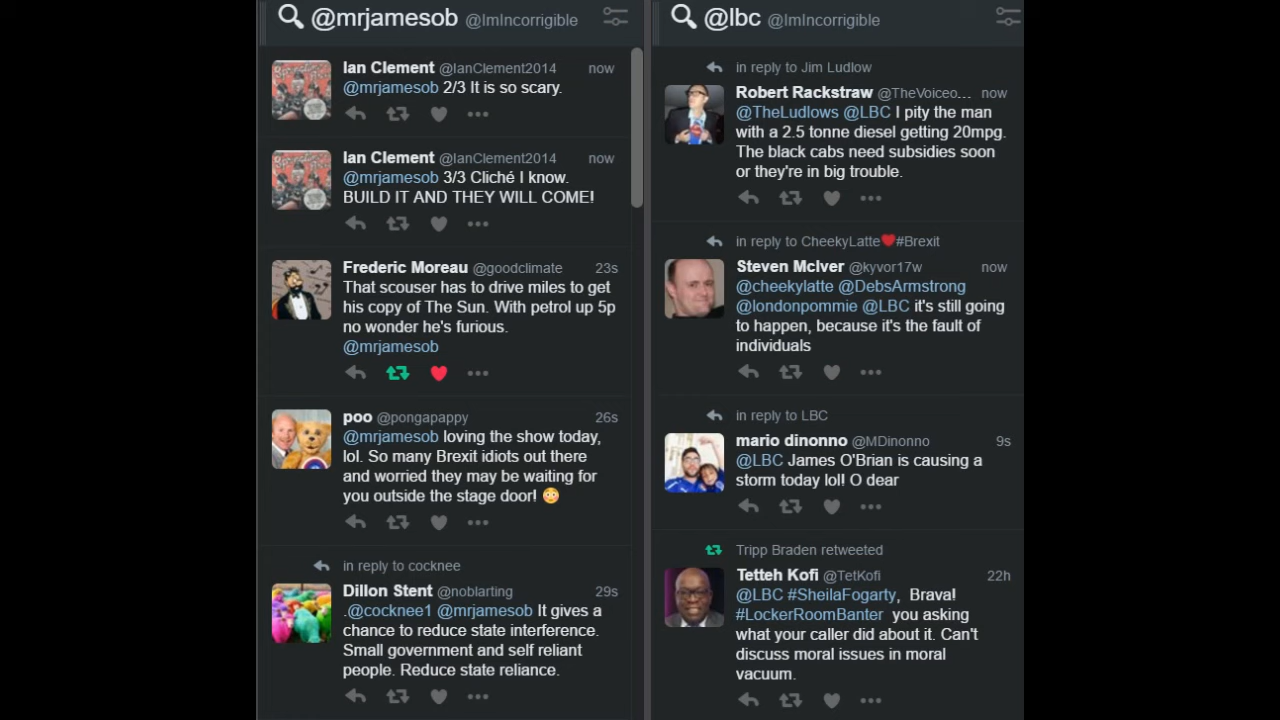 @mrjamesob @ImIncorrigible
Ian Clement @IanClement2014 now
@mrjamesob 2/3 It is so scary.
Ian Clement @IanClement2014 now
@mrjamesob 3/3 Cliché I know.
BUILD IT AND THEY WILL COME!
Frederic Moreau @goodclimate 23s
That scouser has to drive miles to get
his copy of The Sun. With petrol up 5p
no wonder he's furious.
@mrjamesob
poo @pongapappy 26s
@mrjamesob loving the show today,
lol. So many Brexit idiots out there
and worried they may be waiting for
you outside the stage door! 😳
in reply to cocknee
Dillon Stent @noblarting 29s
.@cocknee1 @mrjamesob It gives a
chance to reduce state interference.
Small government and self reliant
people. Reduce state reliance.
@lbc @ImIncorrigible
in reply to Jim Ludlow
Robert Rackstraw @TheVoiceo... now
@TheLudlows @LBC I pity the man
with a 2.5 tonne diesel getting 20mpg.
The black cabs need subsidies soon
or they're in big trouble.
in reply to CheekyLatte❤#Brexit
Steven McIver @kyvor17w now
@cheekylatte @DebsArmstrong
@londonpommie @LBC it's still going
to happen, because it's the fault of
individuals
in reply to LBC
mario dinonno @MDinonno 9s
@LBC James O'Brian is causing a
storm today lol! O dear
Tripp Braden retweeted
Tetteh Kofi @TetKofi 22h
@LBC #SheilaFogarty, Brava!
#LockerRoomBanter you asking
what your caller did about it. Can't
discuss moral issues in moral
vacuum.